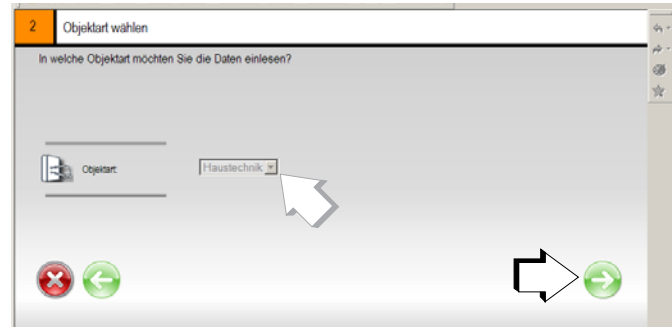 2 Objektart wählen
In welche Objektart möchten Sie die Daten einlesen?
Objektart: Haustechnik